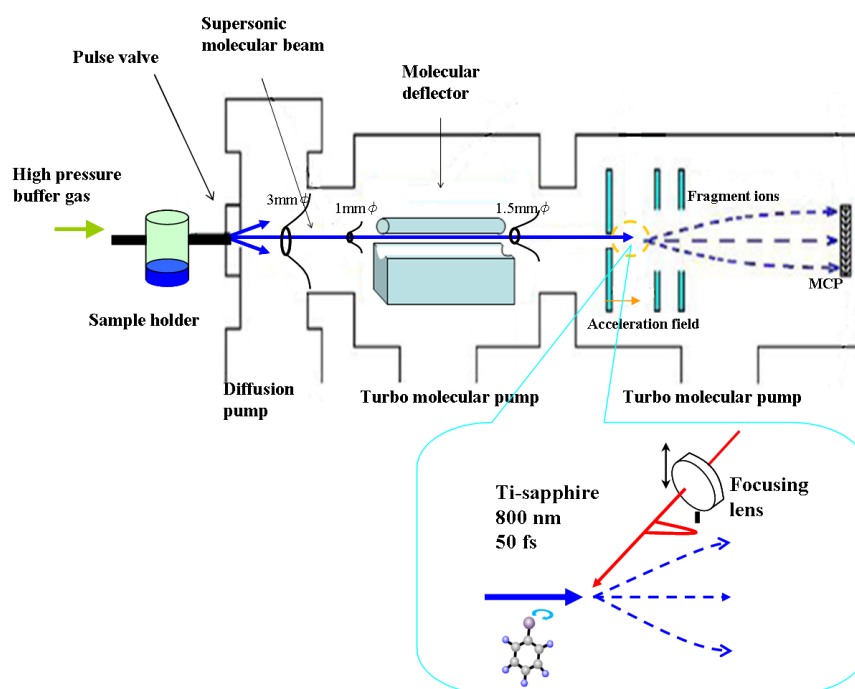 Supersonic
molecular beam
Pulse valve
Molecular
deflector
High pressure
buffer gas
3mmφ
1mmφ
1.5mmφ
Fragment ions
MCP
Sample holder
Acceleration field
Diffusion
pump
Turbo molecular pump
Turbo molecular pump
Ti-sapphire
800 nm
50 fs
Focusing
lens